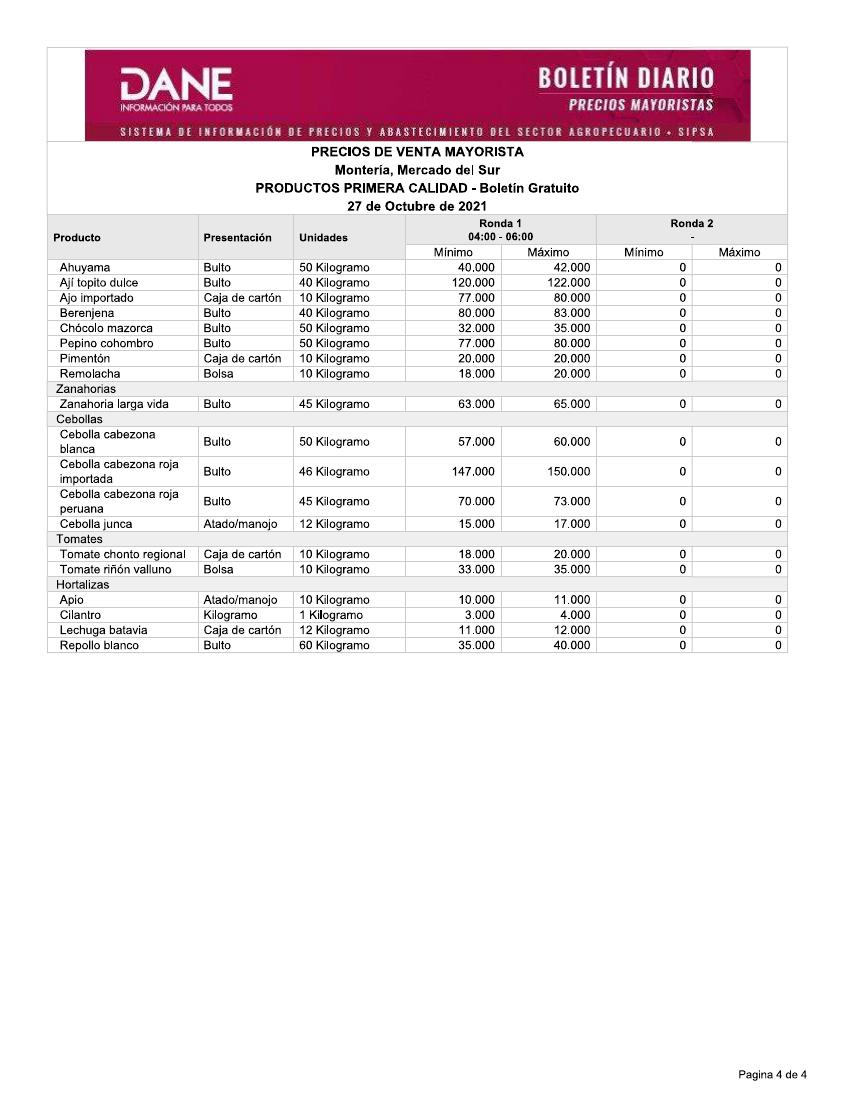 DANE
INFORMACIÓN PARA TODOS
BOLETÍN DIARIO
PRECIOS MAYORISTAS
SISTEMA DE INFORMACIÓN DE PRECIOS Y ABASTECIMIENTO DEL SECTOR AGROPECUARIO • SIPSA
PRECIOS DE VENTA MAYORISTA
Montería, Mercado del Sur
PRODUCTOS PRIMERA CALIDAD - Boletín Gratuito
27 de Octubre de 2021
Producto Presentación Unidades Ronda 1 Ronda 2
04:00 - 06:00 -
Mínimo Máximo Mínimo Máximo
Ahuyama Bulto 50 Kilogramo 40.000 42.000 0 0
Ají topito dulce Bulto 40 Kilogramo 120.000 122.000 0 0
Ajo importado Caja de cartón 10 Kilogramo 77.000 80.000 0 0
Berenjena Bulto 40 Kilogramo 80.000 83.000 0 0
Chócolo mazorca Bulto 50 Kilogramo 32.000 35.000 0 0
Pepino cohombro Bulto 50 Kilogramo 77.000 80.000 0 0
Pimentón Caja de cartón 10 Kilogramo 20.000 20.000 0 0
Remolacha Bolsa 10 Kilogramo 18.000 20.000 0 0
Zanahorias
Zanahoria larga vida Bulto 45 Kilogramo 63.000 65.000 0 0
Cebollas
Cebolla cabezona
blanca Bulto 50 Kilogramo 57.000 60.000 0 0
Cebolla cabezona roja
importada Bulto 46 Kilogramo 147.000 150.000 0 0
Cebolla cabezona roja
peruana Bulto 45 Kilogramo 70.000 73.000 0 0
Cebolla junca Atado/manojo 12 Kilogramo 15.000 17.000 0 0
Tomates
Tomate chonto regional Caja de cartón 10 Kilogramo 18.000 20.000 0 0
Tomate riñón valluno Bolsa 10 Kilogramo 33.000 35.000 0 0
Hortalizas
Apio Atado/manojo 10 Kilogramo 10.000 11.000 0 0
Cilantro Kilogramo 1 Kilogramo 3.000 4.000 0 0
Lechuga batavia Caja de cartón 12 Kilogramo 11.000 12.000 0 0
Repollo blanco Bulto 60 Kilogramo 35.000 40.000 0 0
Pagina 4 de 4